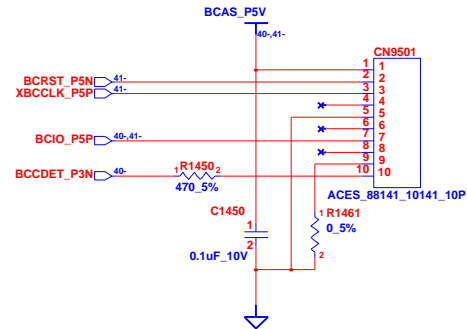 BCAS_P5V
40-,41-
CN9501
1 1
BCRST_P5N 41- 2 2
XBCCLK_P5P 41- 3 3
4 4
5 5
6 6
BCIO_P5P 40-,41- 7 7
8 8
9 9
BCCDET_P3N 40- 1 R1450 2 10 10
470_5%
ACES_88141_10141_10P
C1450
1 R1461
1 0_5%
2
0.1uF_10V
2